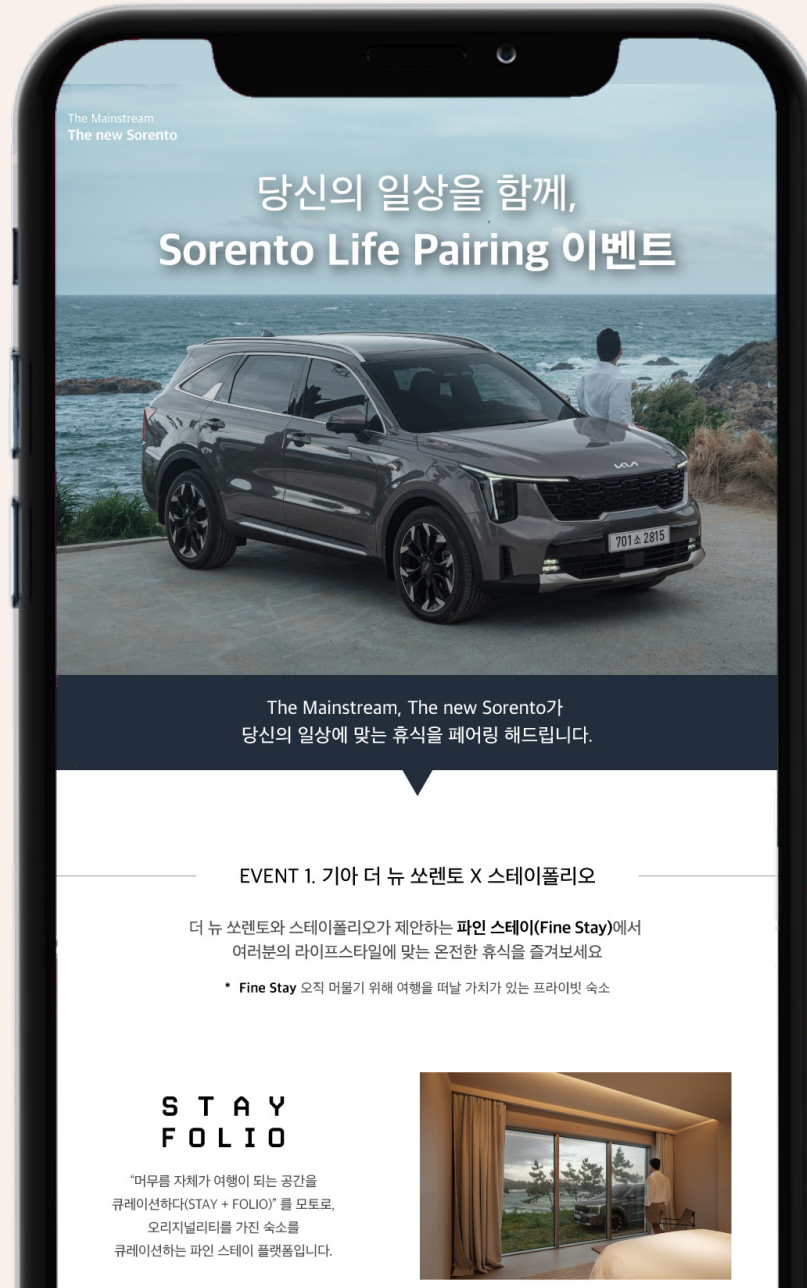 The Mainstream
The new Sorento
당신의 일상을 함께,
Sorento Life Pairing 이벤트
KIA
701소 2815
The Mainstream, The new Sorento가
당신의 일상에 맞는 휴식을 페어링 해드립니다.
EVENT 1. 기아 더 뉴 쏘렌토 X 스테이폴리오
더 뉴 쏘렌토와 스테이폴리오가 제안하는 파인 스테이(Fine Stay)에서
여러분의 라이프스타일에 맞는 온전한 휴식을 즐겨보세요
* Fine Stay 오직 머물기 위해 여행을 떠날 가치가 있는 프라이빗 숙소
STAY
FOLIO
“머무름 자체가 여행이 되는 공간을
큐레이션하다(STAY + FOLIO)” 를 모토로,
오리지널리티를 가진 숙소를
큐레이션하는 파인 스테이 플랫폼입니다.